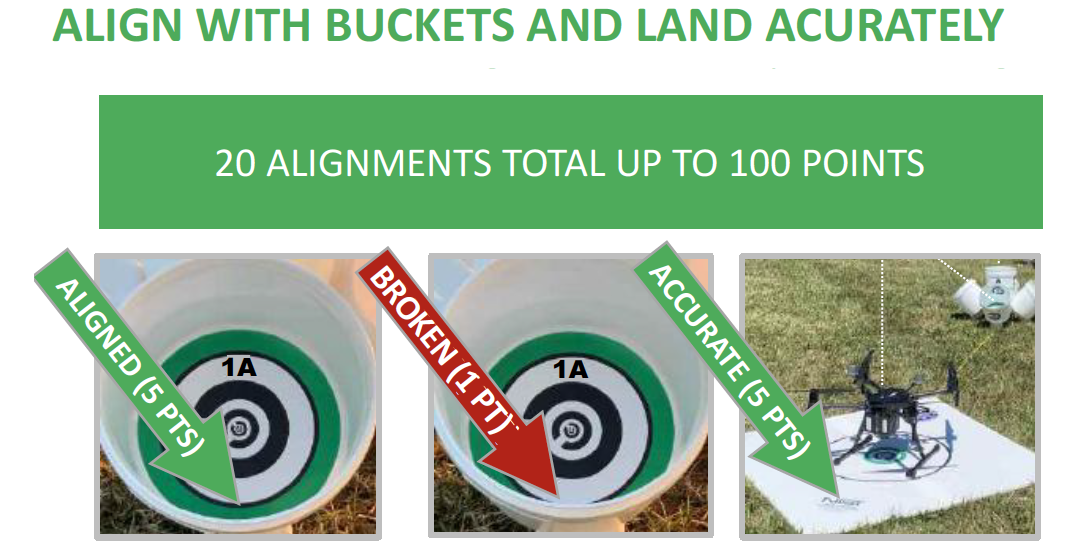 ALIGN WITH BUCKETS AND LAND ACURATELY
20 ALIGNMENTS TOTAL UP TO 100 POINTS
ALIGNED (5 PTS)
1A
BROKEN (1 PT)
1A
ACCURATE (5 PTS)
NIST